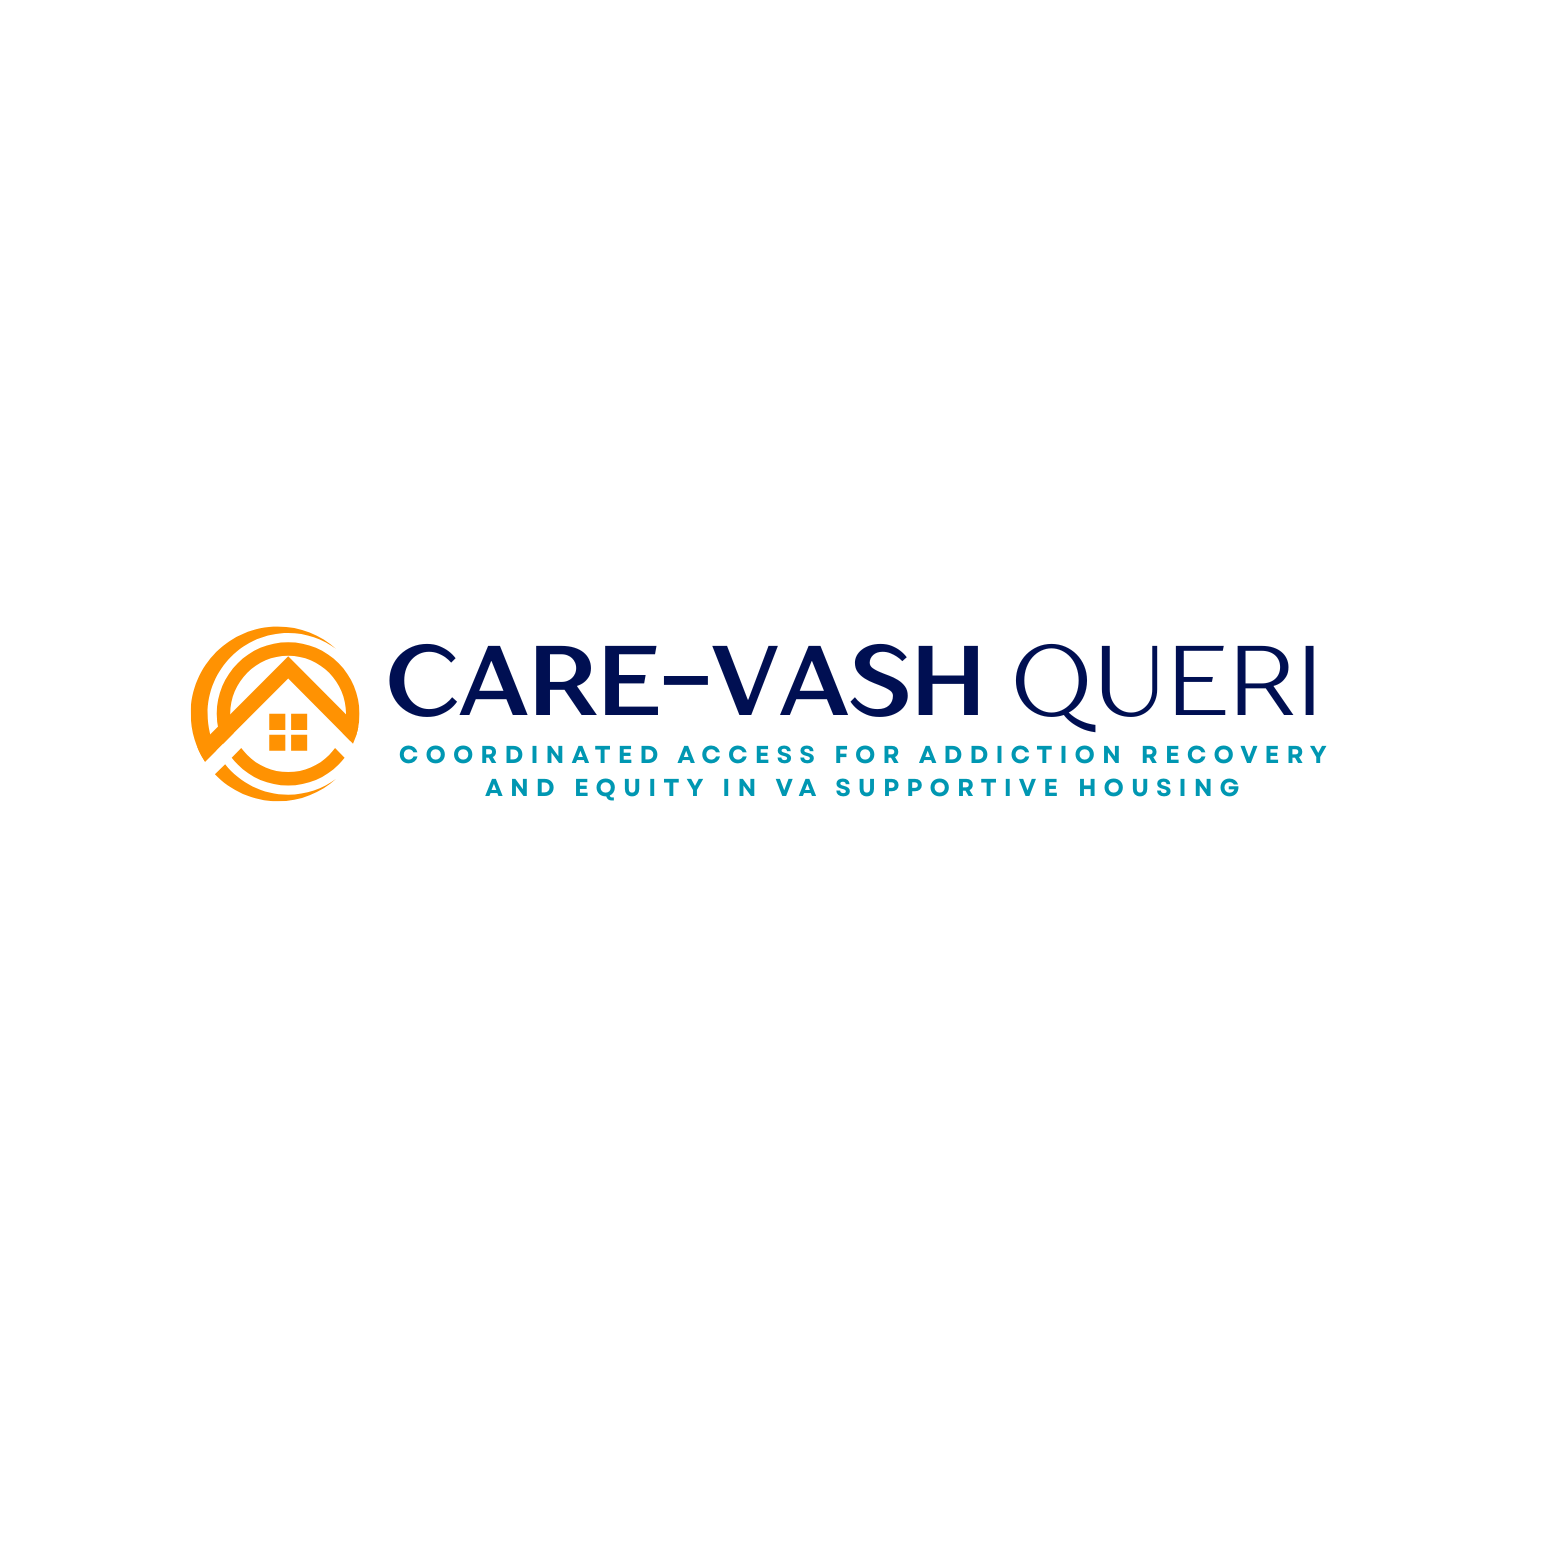 CARE-VASH QUERI
COORDINATED ACCESS FOR ADDICTION RECOVERY
AND EQUITY IN VA SUPPORTIVE HOUSING